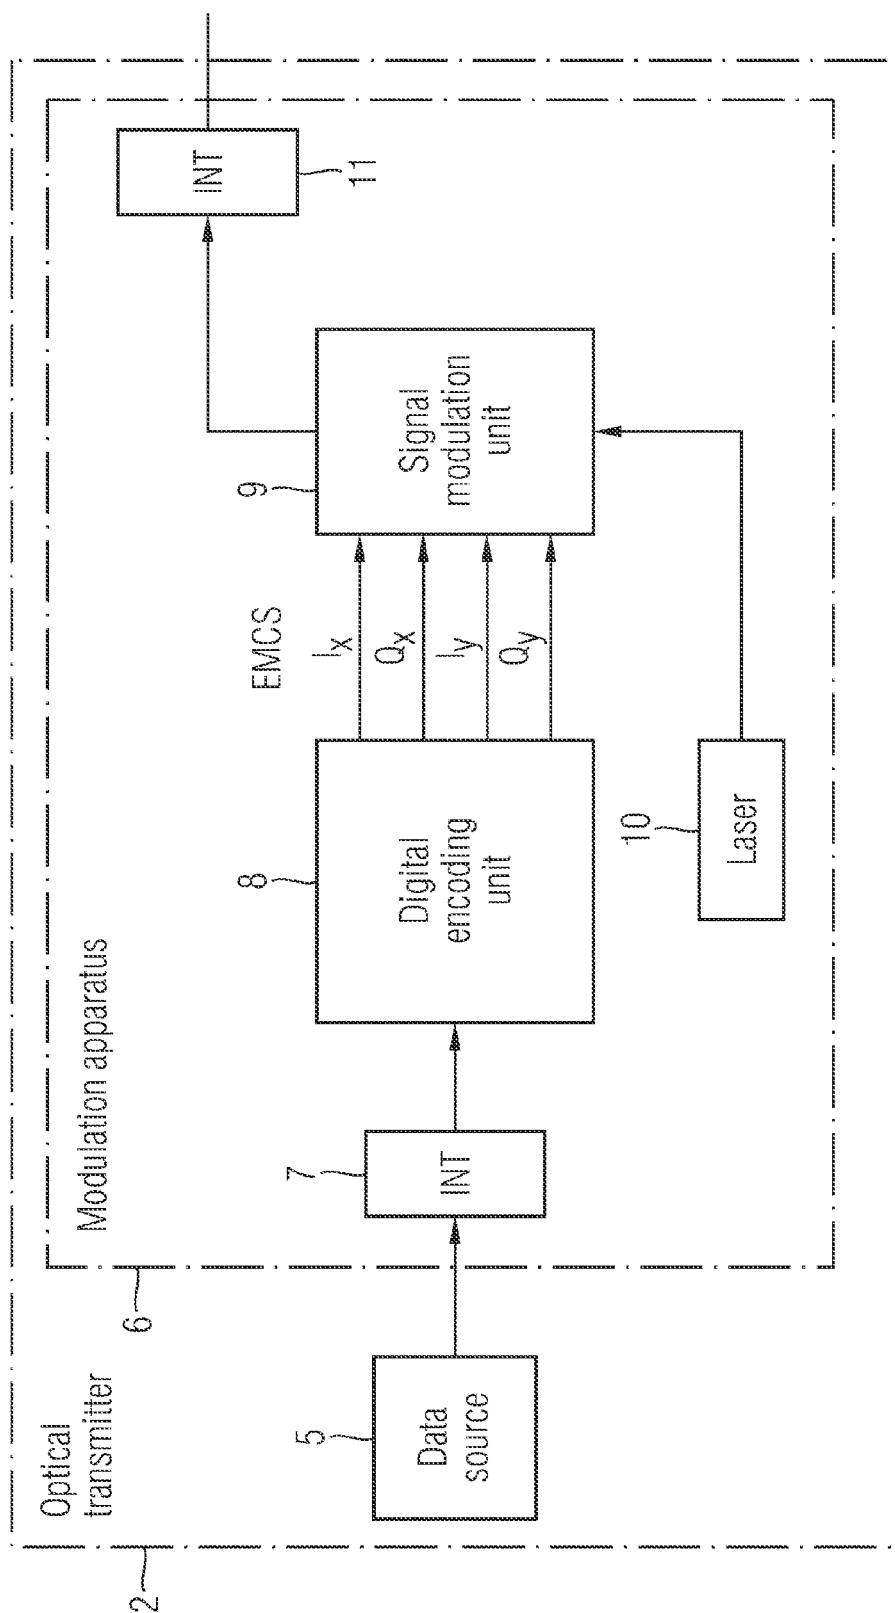 Optical
transmitter
2
Modulation apparatus
6
5
Data
source
7
INT
8
Digital
encoding
unit
EMCS
Ix
Qx
Iy
Qy
9
Signal
modulation
unit
10
Laser
INT
11